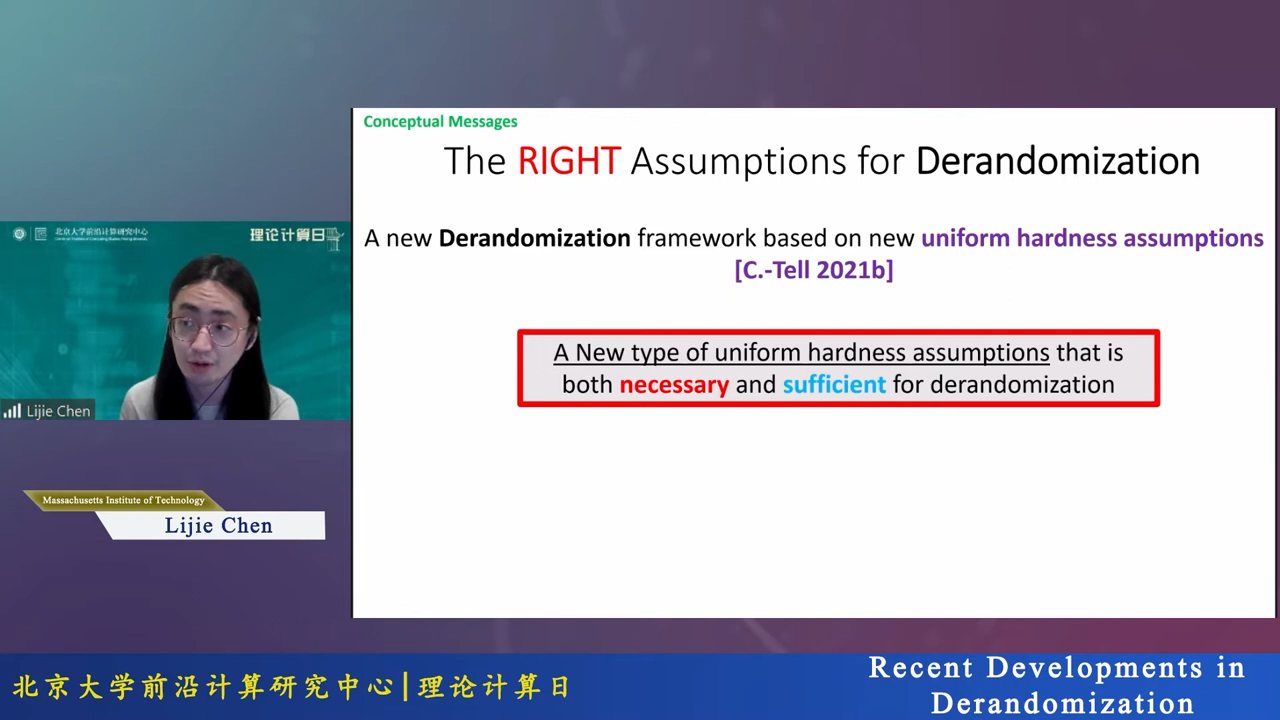 Conceptual Messages
The RIGHT Assumptions for Derandomization
A new Derandomization framework based on new uniform hardness assumptions
[C.-Tell 2021b]
A New type of uniform hardness assumptions that is
both necessary and sufficient for derandomization
北京大学前沿计算研究中心
理论计算日
Lijie Chen
Massachusetts Institute of Technology
Lijie Chen
北京大学前沿计算研究中心|理论计算日
Recent Developments in
Derandomization